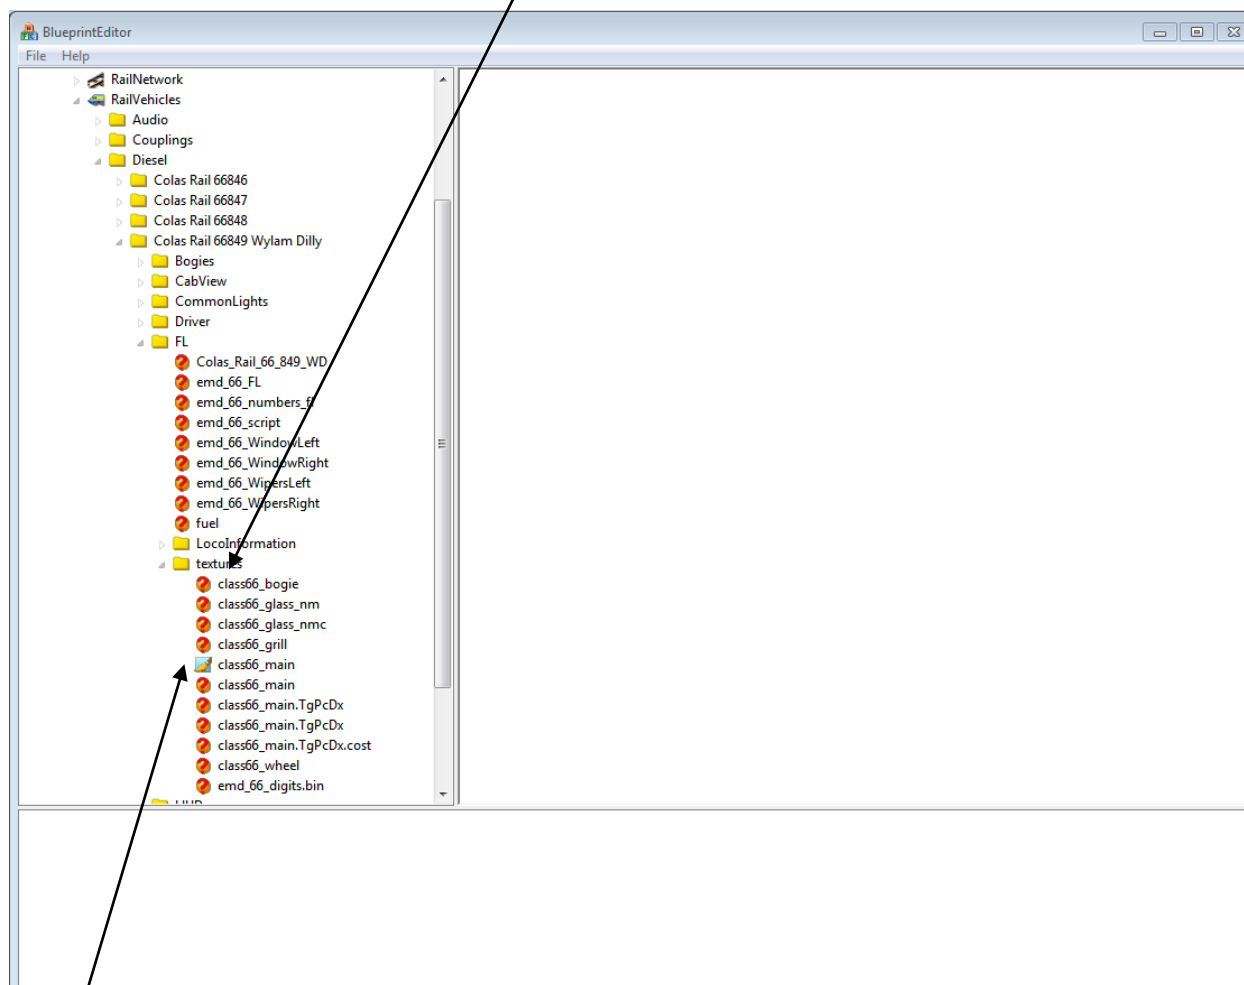 BlueprintEditor
File Help
RailNetwork
RailVehicles
Audio
Couplings
Diesel
Colas Rail 66846
Colas Rail 66847
Colas Rail 66848
Colas Rail 66849 Wylam Dilly
Bogies
CabView
CommonLights
Driver
FL
Colas_Rail_66_849_WD
emd_66_FL
emd_66_numbers_fl
emd_66_script
emd_66_WindowLeft
emd_66_WindowRight
emd_66_WipersLeft
emd_66_WipersRight
fuel
LocoInformation
textures
class66_bogie
class66_glass_nm
class66_glass_nmc
class66_grill
class66_main
class66_main
class66_main.TgPcDx
class66_main.TgPcDx
class66_main.TgPcDx.cost
class66_wheel
emd_66_digits.bin